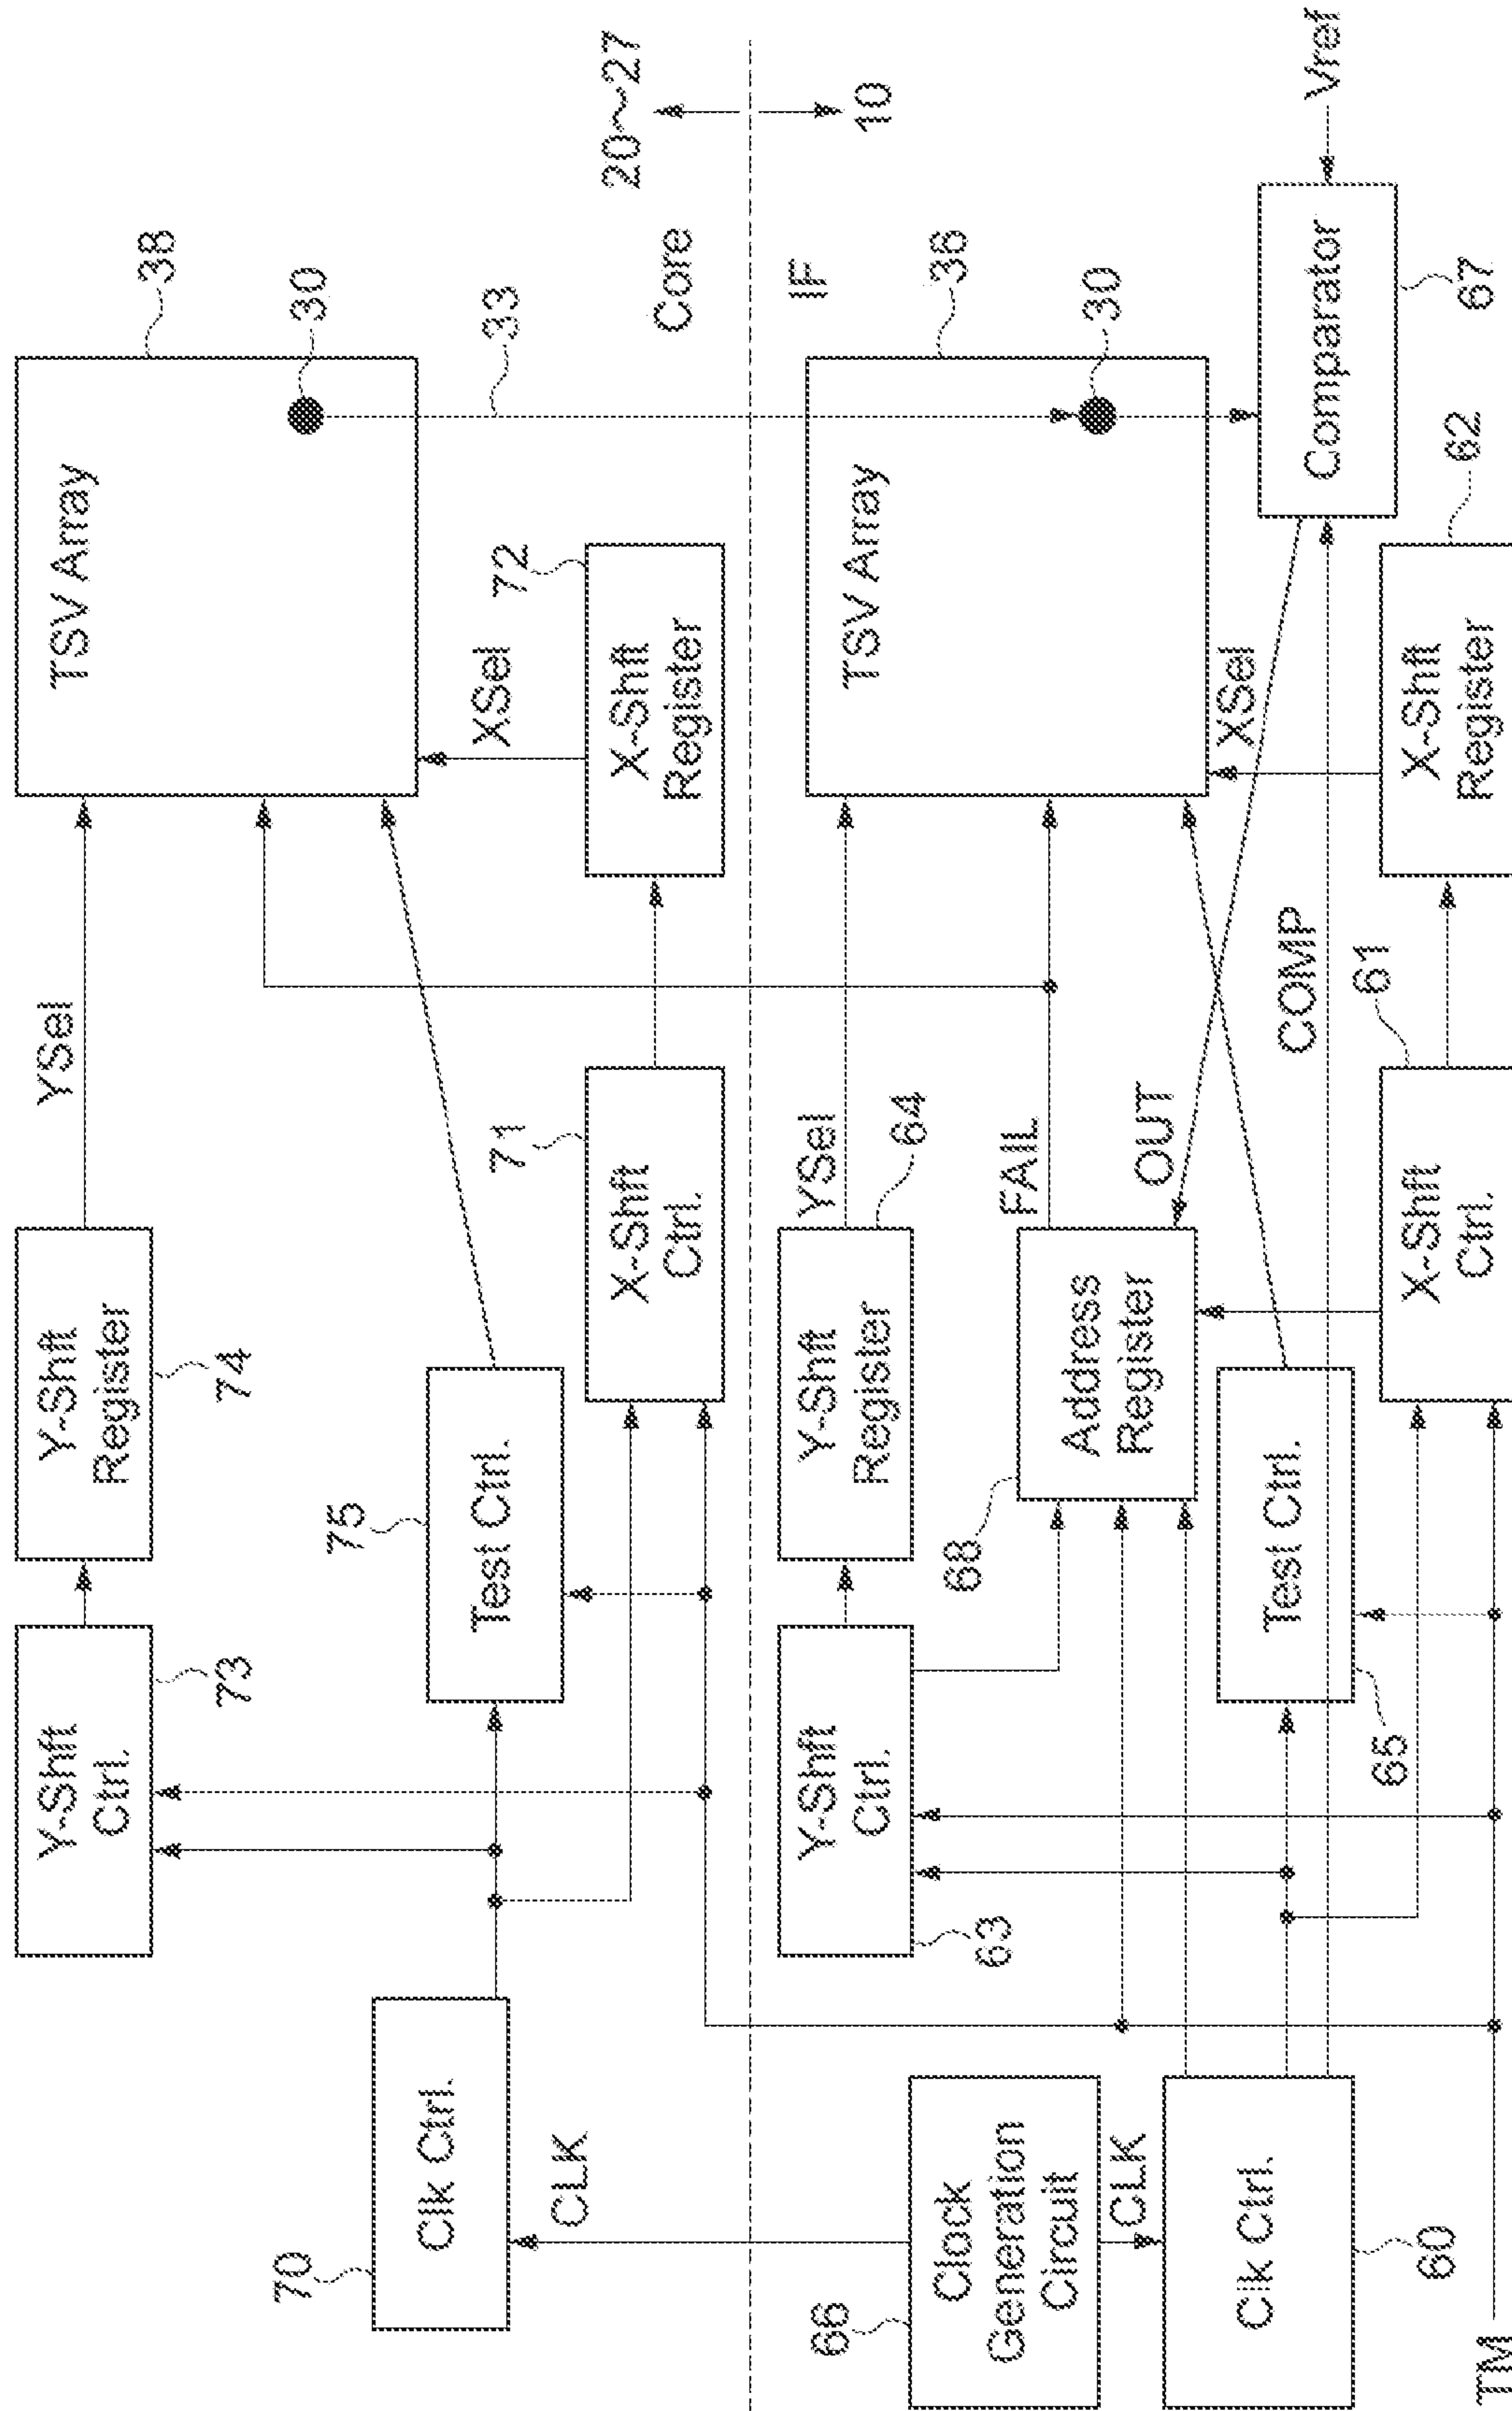 Y-Shft
Ctrl.
73
Y-Shft
Register
74
YSel
TSV Array
38
30
33
70
Clk Ctrl.
CLK
75
Test Ctrl.
71
X-Shft
Ctrl.
72
X-Shft
Register
XSel
Core
20~27
IF
10
66
Clock
Generation
Circuit
CLK
Clk Ctrl.
60
TM
Y-Shft
Ctrl.
63
Y-Shft
Register
64
YSel
TSV Array
36
30
68
Address
Register
FAIL
OUT
Test Ctrl.
65
COMP
X-Shft
Ctrl.
61
X-Shft
Register
62
XSel
Comparator
67
Vref